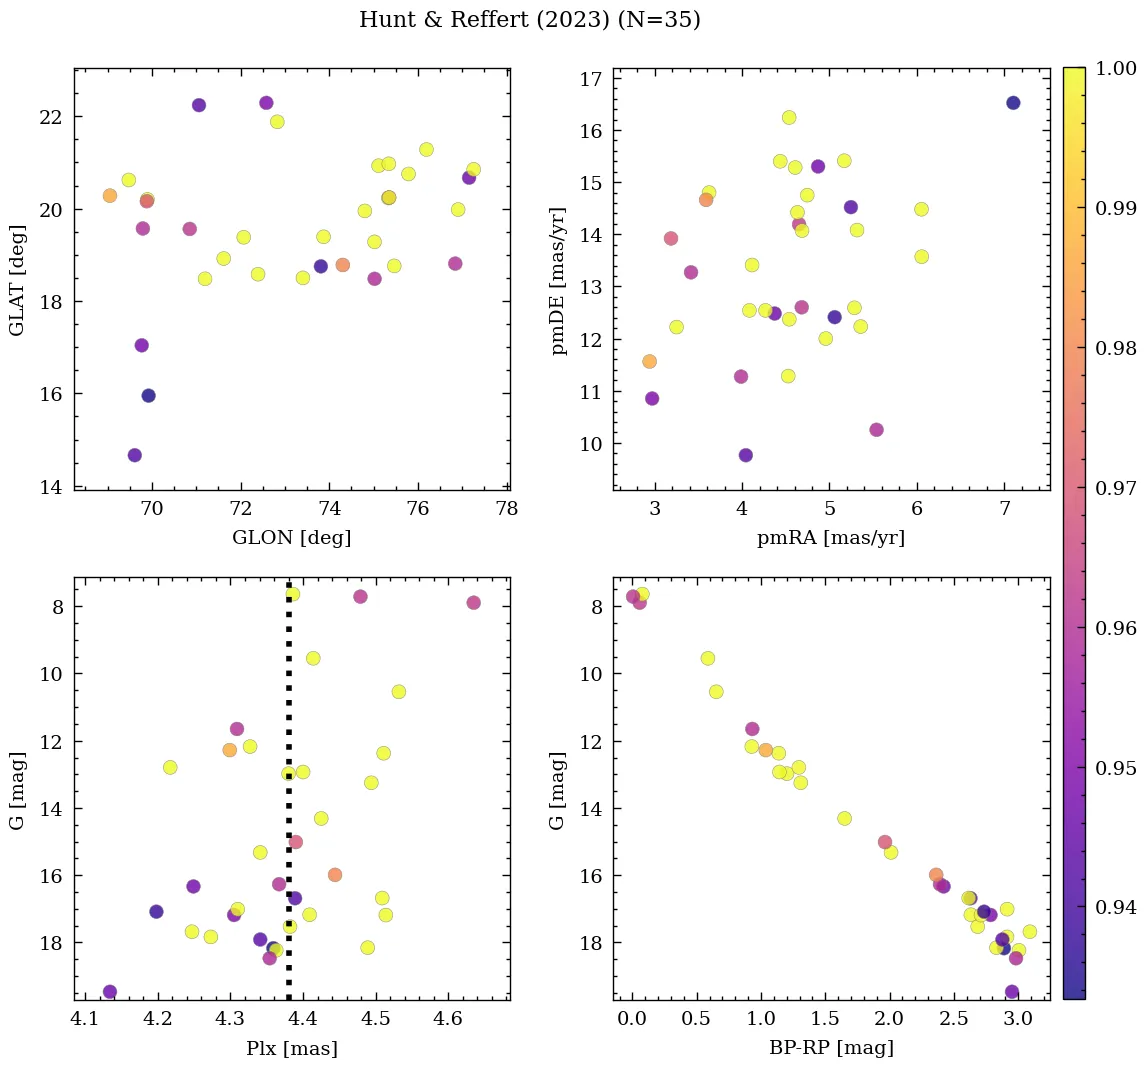 Hunt & Reffert (2023) (N=35)
22
20
18
16
14
GLAT [deg]
70 72 74 76 78
GLON [deg]
17
16
15
14
13
12
11
10
pmDE [mas/yr]
3 4 5 6 7
pmRA [mas/yr]
8
10
12
14
16
18
G [mag]
4.1 4.2 4.3 4.4 4.5 4.6
Plx [mas]
8
10
12
14
16
18
G [mag]
0.0 0.5 1.0 1.5 2.0 2.5 3.0
BP-RP [mag]
1.00
0.99
0.98
0.97
0.96
0.95
0.94